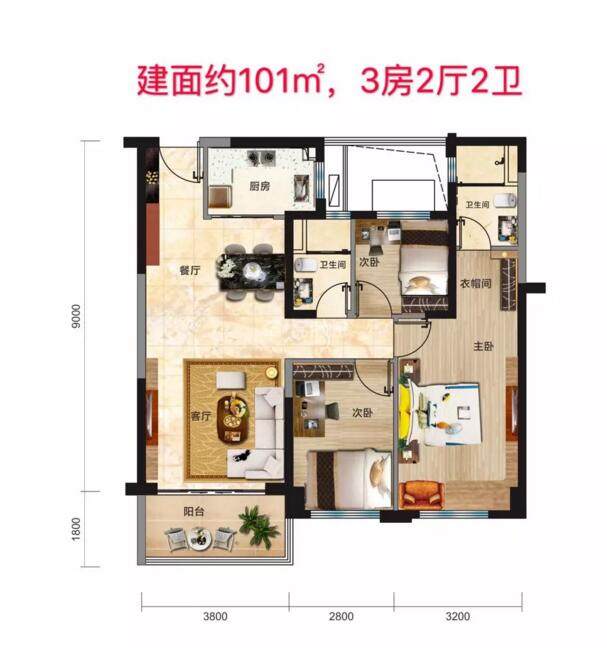 建面约101㎡，3房2厅2卫
厨房
卫生间
餐厅
卫生间
次卧
衣帽间
9000
主卧
客厅
次卧
阳台
1800
3800
2800
3200